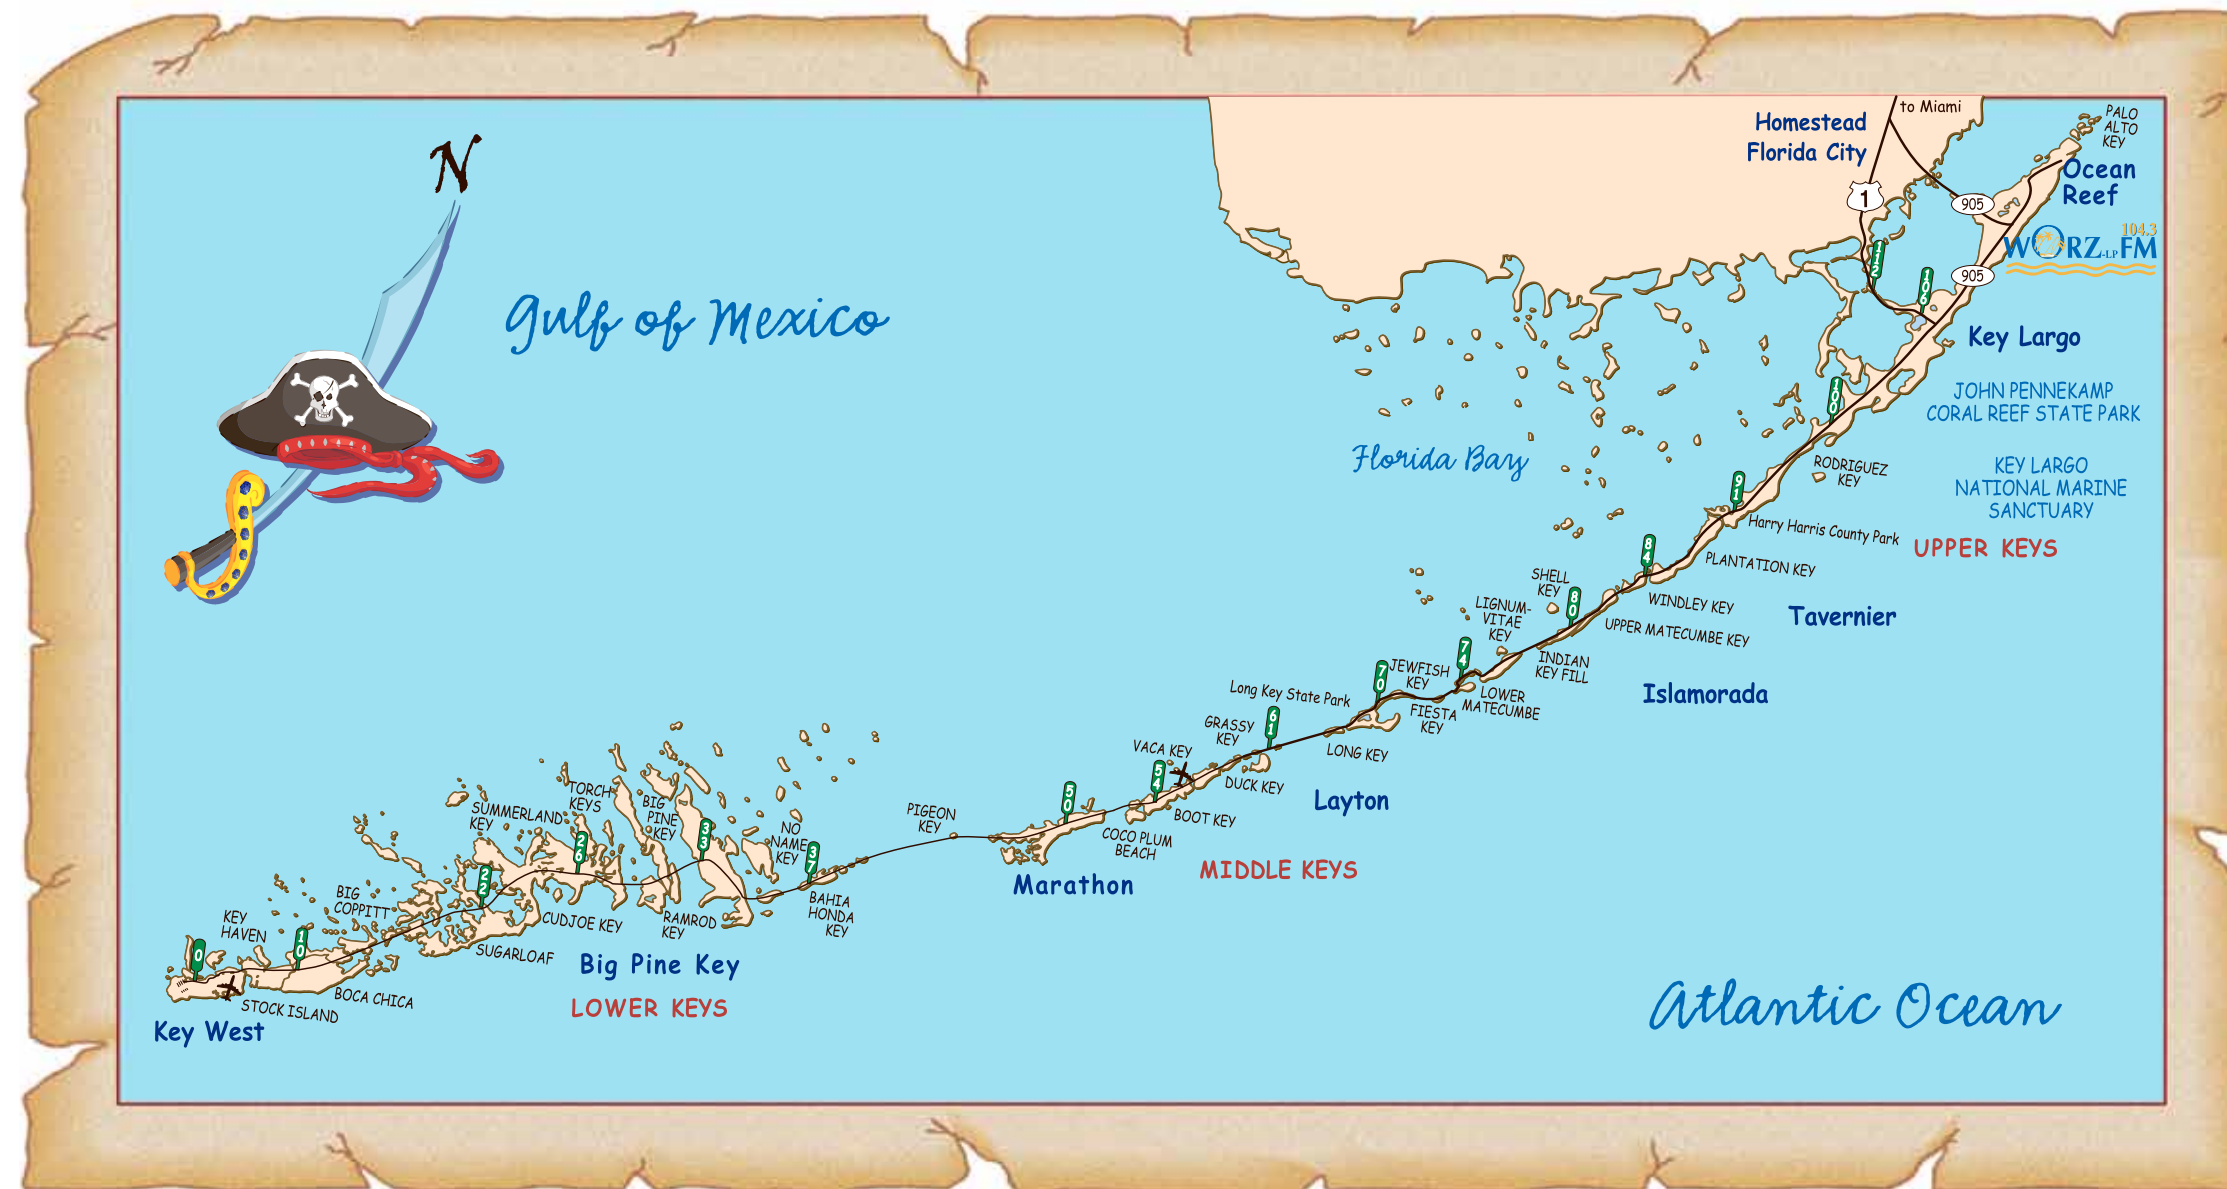 N
Gulf of Mexico
to Miami
Homestead
Florida City
1
905
PALO
ALTO
KEY
Ocean
Reef
104.3
WORZ-LP FM
905
112
106
Key Largo
JOHN PENNEKAMP
CORAL REEF STATE PARK
100
Florida Bay
RODRIGUEZ
KEY
KEY LARGO
NATIONAL MARINE
SANCTUARY
91
Harry Harris County Park
UPPER KEYS
84
PLANTATION KEY
SHELL
KEY
80
WINDLEY KEY
Tavernier
LIGNUM-
VITAE
KEY
UPPER MATECUMBE KEY
74
INDIAN
KEY FILL
Islamorada
70
JEWFISH
KEY
LOWER
MATECUMBE
Long Key State Park
FIESTA
KEY
61
GRASSY
KEY
LONG KEY
VACA KEY
54
DUCK KEY
Layton
50
BOOT KEY
COCO PLUM
BEACH
PIGEON
KEY
MIDDLE KEYS
Marathon
TORCH
KEYS
BIG
PINE
KEY
SUMMERLAND
KEY
26
33
NO
NAME
KEY
37
22
BAHIA
HONDA
KEY
BIG
COPPITT
CUDJOE KEY
RAMROD
KEY
KEY
HAVEN
10
0
SUGARLOAF
Big Pine Key
BOCA CHICA
STOCK ISLAND
LOWER KEYS
Key West
Atlantic Ocean